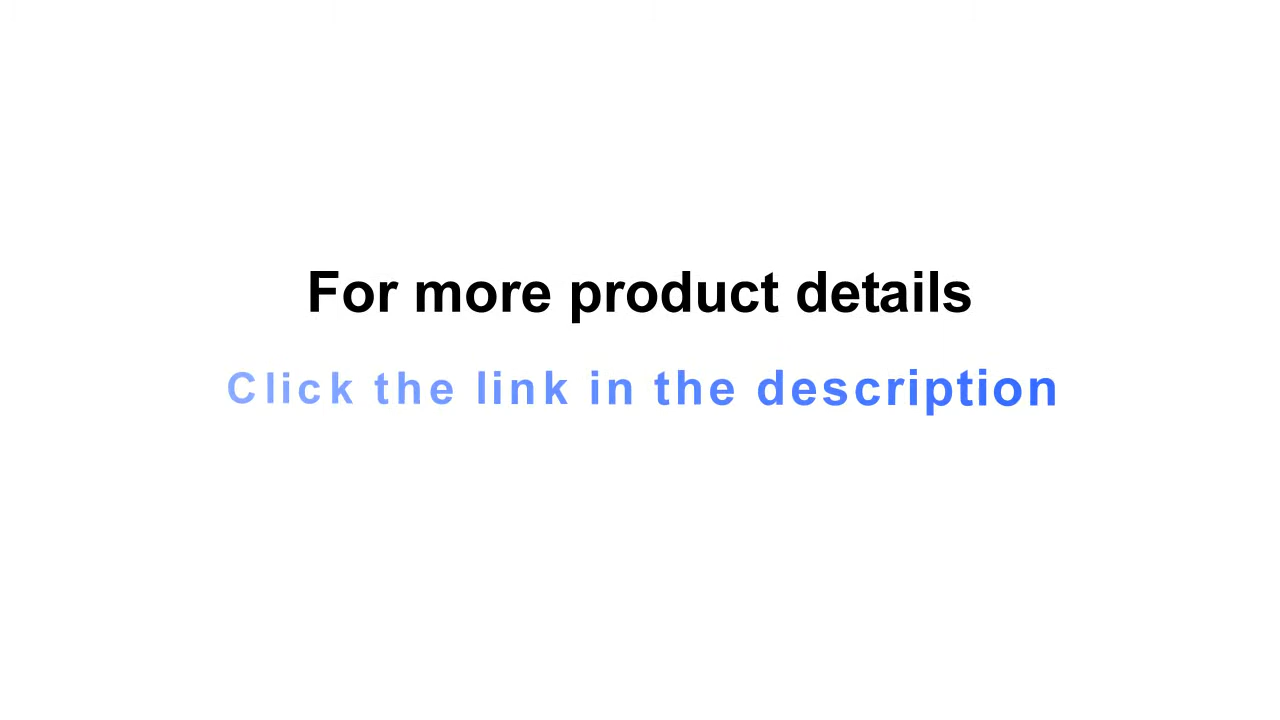 For more product details
Click the link in the description